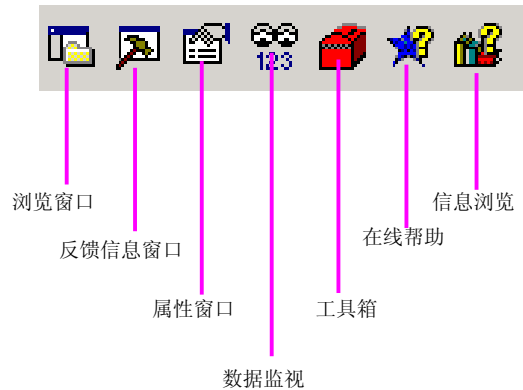 123
浏览窗口
反馈信息窗口
属性窗口
数据监视
工具箱
在线帮助
信息浏览